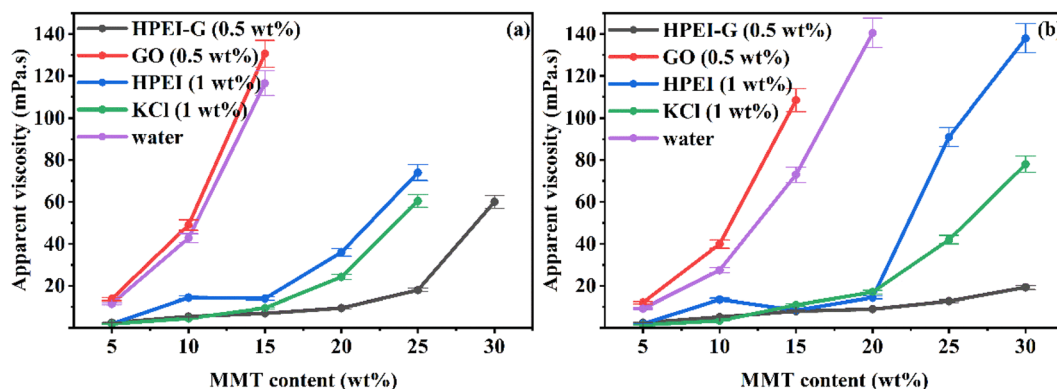 HPEI-G (0.5 wt%)
GO (0.5 wt%)
HPEI (1 wt%)
KCl (1 wt%)
water
(a)
140
120
100
80
60
40
20
Apparent viscosity (mPa.s)
5 10 15 20 25 30
MMT content (wt%)
HPEI-G (0.5 wt%)
GO (0.5 wt%)
HPEI (1 wt%)
KCl (1 wt%)
water
(b)
140
120
100
80
60
40
20
Apparent viscosity (mPa.s)
5 10 15 20 25 30
MMT content (wt%)